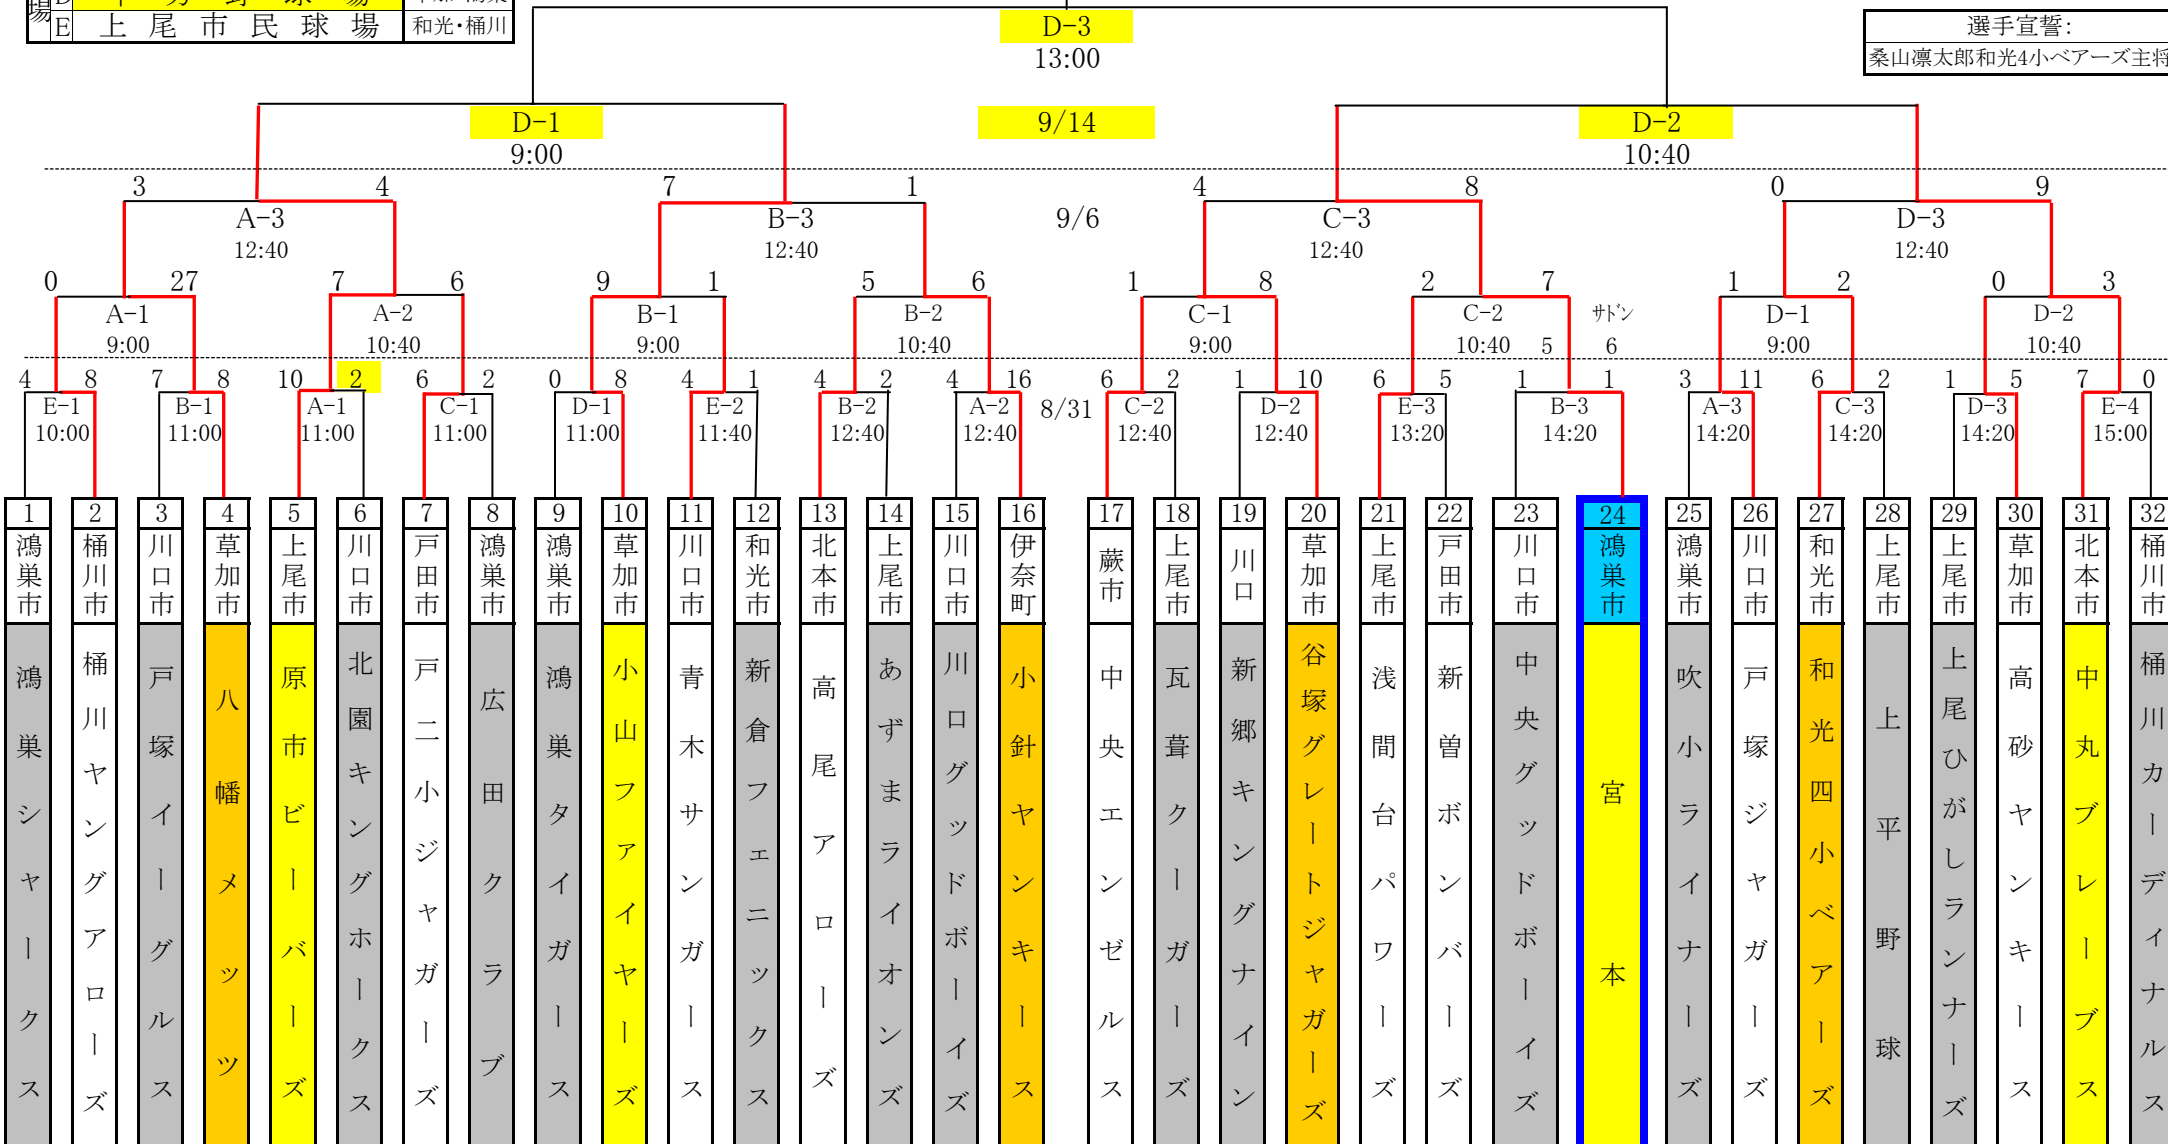 E 上尾市民球場 和光・桶川
D-3
13:00
選手宣誓:
桑山凛太郎和光4小ベアーズ主将
D-1 9/14 D-2
9:00 10:40
3 4 7 1 4 8 0 9
A-3 B-3 9/6 C-3 D-3
12:40 12:40 12:40 12:40
0 27 7 6 9 1 5 6 1 8 2 7 1 2 0 3
A-1 A-2 B-1 B-2 C-1 C-2 サドン D-1 D-2
9:00 10:40 9:00 10:40 9:00 10:40 5 6 9:00 10:40
4 8 7 8 10 2 6 2 0 8 4 1 4 2 4 16 6 2 1 10 6 5 1 1 3 11 6 2 1 5 7 0
E-1 B-1 A-1 C-1 D-1 E-2 B-2 A-2 8/31 C-2 D-2 E-3 B-3 A-3 C-3 D-3 E-4
10:00 11:00 11:00 11:00 11:00 11:40 12:40 12:40 12:40 12:40 13:20 14:20 14:20 14:20 14:20 15:00
1 鴻巣市 鴻巣シャークス
2 桶川市 桶川ヤングアローズ
3 川口市 戸塚イーグルス
4 草加市 八幡メッツ
5 上尾市 原市ビーバーズ
6 川口市 北園キングホークス
7 戸田市 戸二小ジャガーズ
8 鴻巣市 広田クラブ
9 鴻巣市 鴻巣タイガース
10 草加市 小山ファイヤーズ
11 川口市 青木サンガース
12 和光市 新倉フェニックス
13 北本市 高尾アローズ
14 上尾市 あずまライオンズ
15 川口市 川口グッドボーイズ
16 伊奈町 小針ヤンキース
17 蕨市 中央エンゼルス
18 上尾市 瓦葺クーガーズ
19 川口 新郷キングナイン
20 草加市 谷塚グレートジャガーズ
21 上尾市 浅間台パワーズ
22 戸田市 新曽ボンバーズ
23 川口市 中央グッドボーイズ
24 鴻巣市 宮本
25 鴻巣市 吹小ライナーズ
26 川口市 戸塚ジャガーズ
27 和光市 和光四小ベアーズ
28 上尾市 上平野球
29 上尾市 上尾ひがしランナーズ
30 草加市 高砂ヤンキース
31 北本市 中丸ブレーブス
32 桶川市 桶川カーディナルス